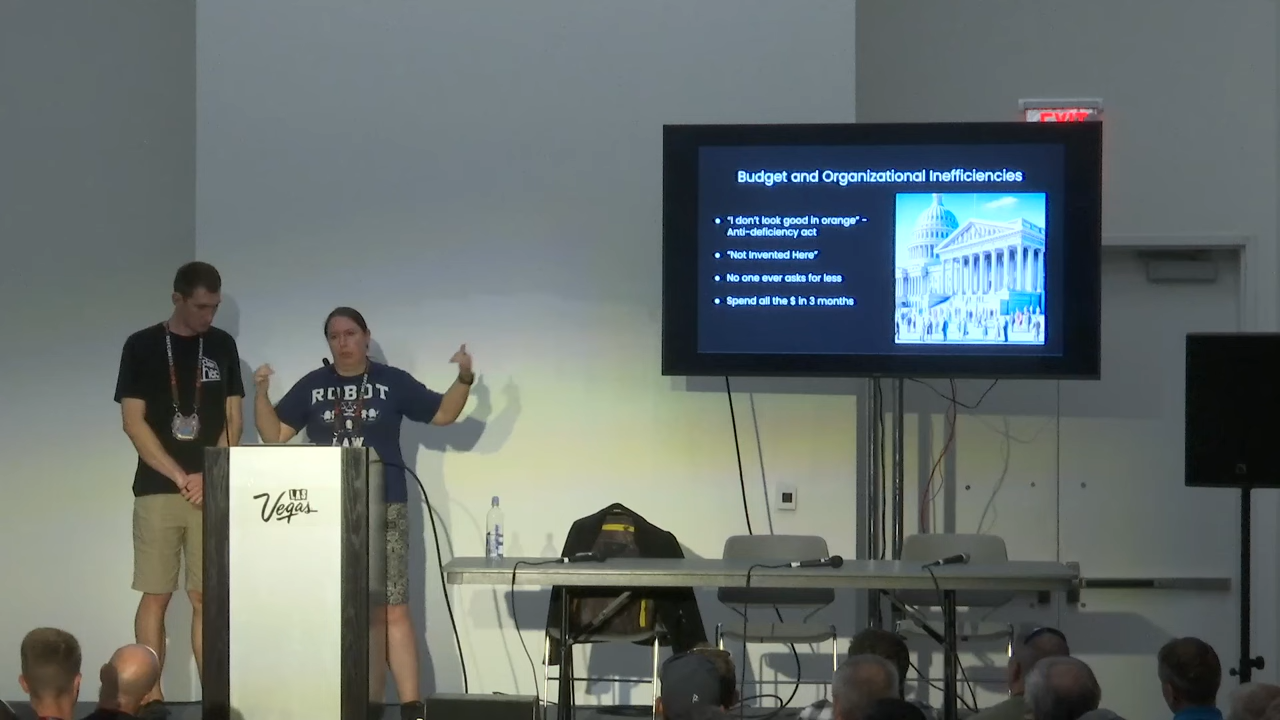 EXIT
Budget and Organizational Inefficiencies
"I don't look good in orange" -
Anti-deficiency act
"Not Invented Here"
No one ever asks for less
Spend all the $ in 3 months
ROBOT
LAW
LAS
Vegas